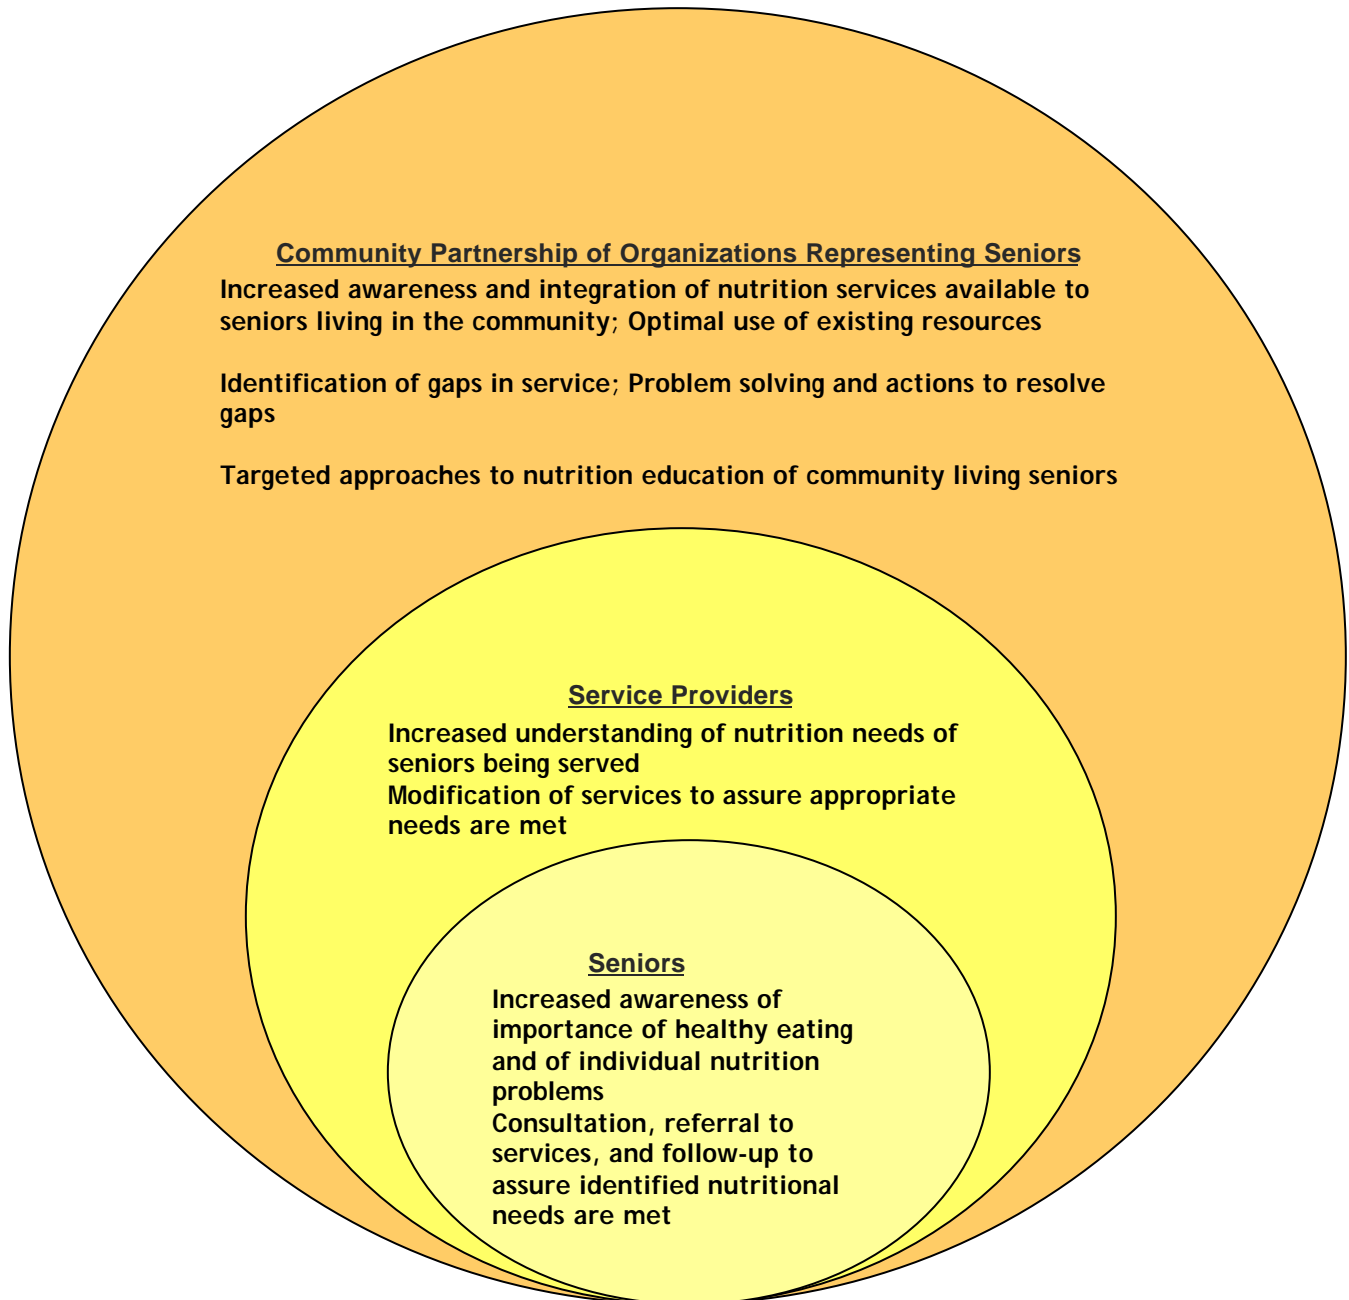 Community Partnership of Organizations Representing Seniors
Increased awareness and integration of nutrition services available to
seniors living in the community; Optimal use of existing resources
Identification of gaps in service; Problem solving and actions to resolve
gaps
Targeted approaches to nutrition education of community living seniors
Service Providers
Increased understanding of nutrition needs of
seniors being served
Modification of services to assure appropriate
needs are met
Seniors
Increased awareness of
importance of healthy eating
and of individual nutrition
problems
Consultation, referral to
services, and follow-up to
assure identified nutritional
needs are met